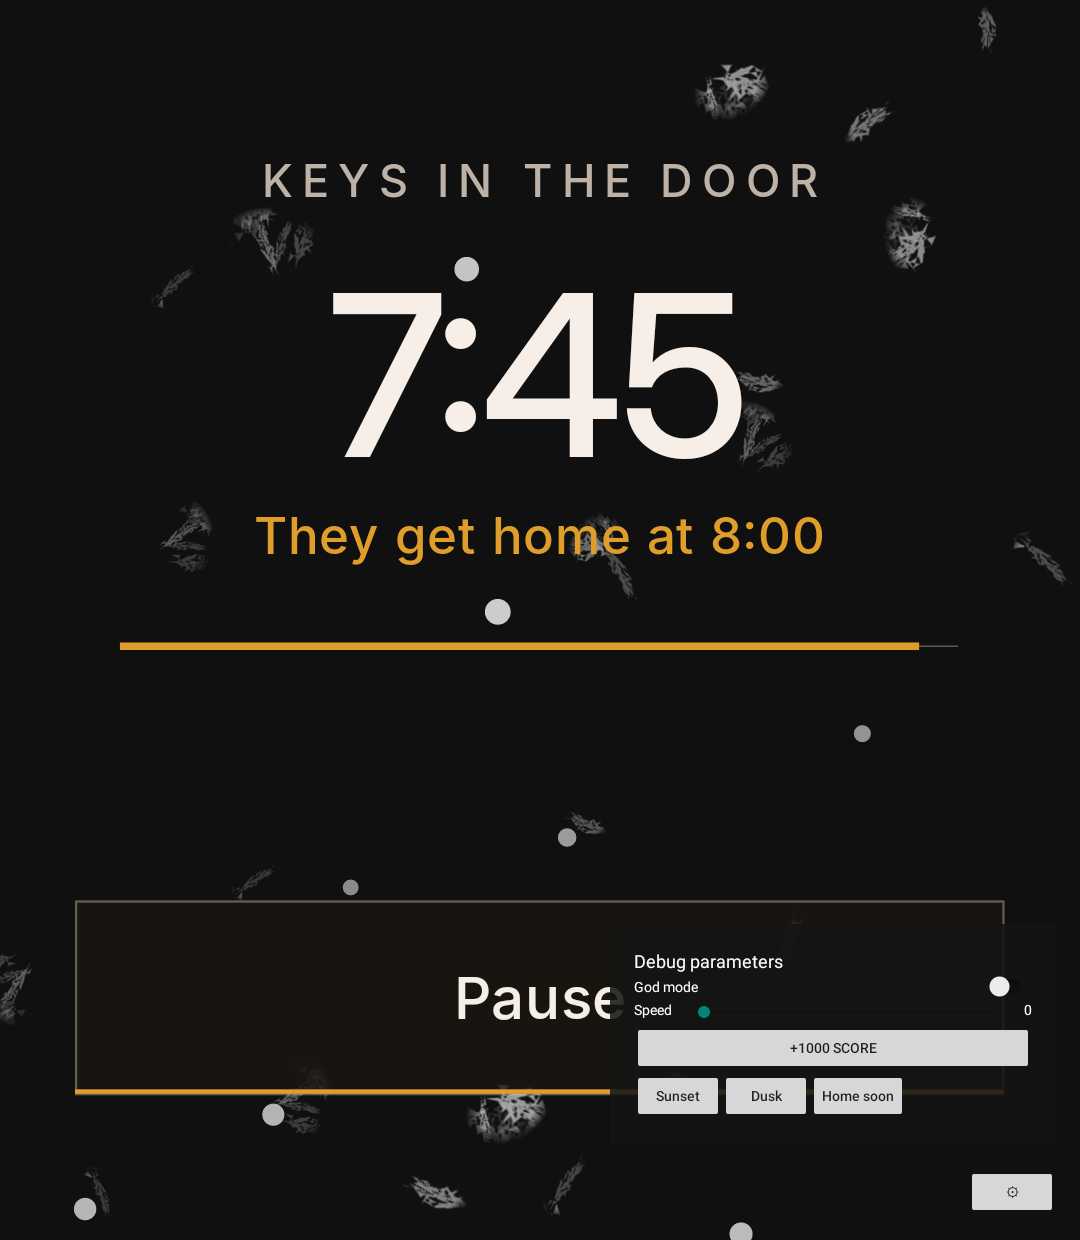 KEYS IN THE DOOR
7:45
They get home at 8:00
Pause
Debug parameters
God mode
Speed 0
+1000 SCORE
Sunset Dusk Home soon